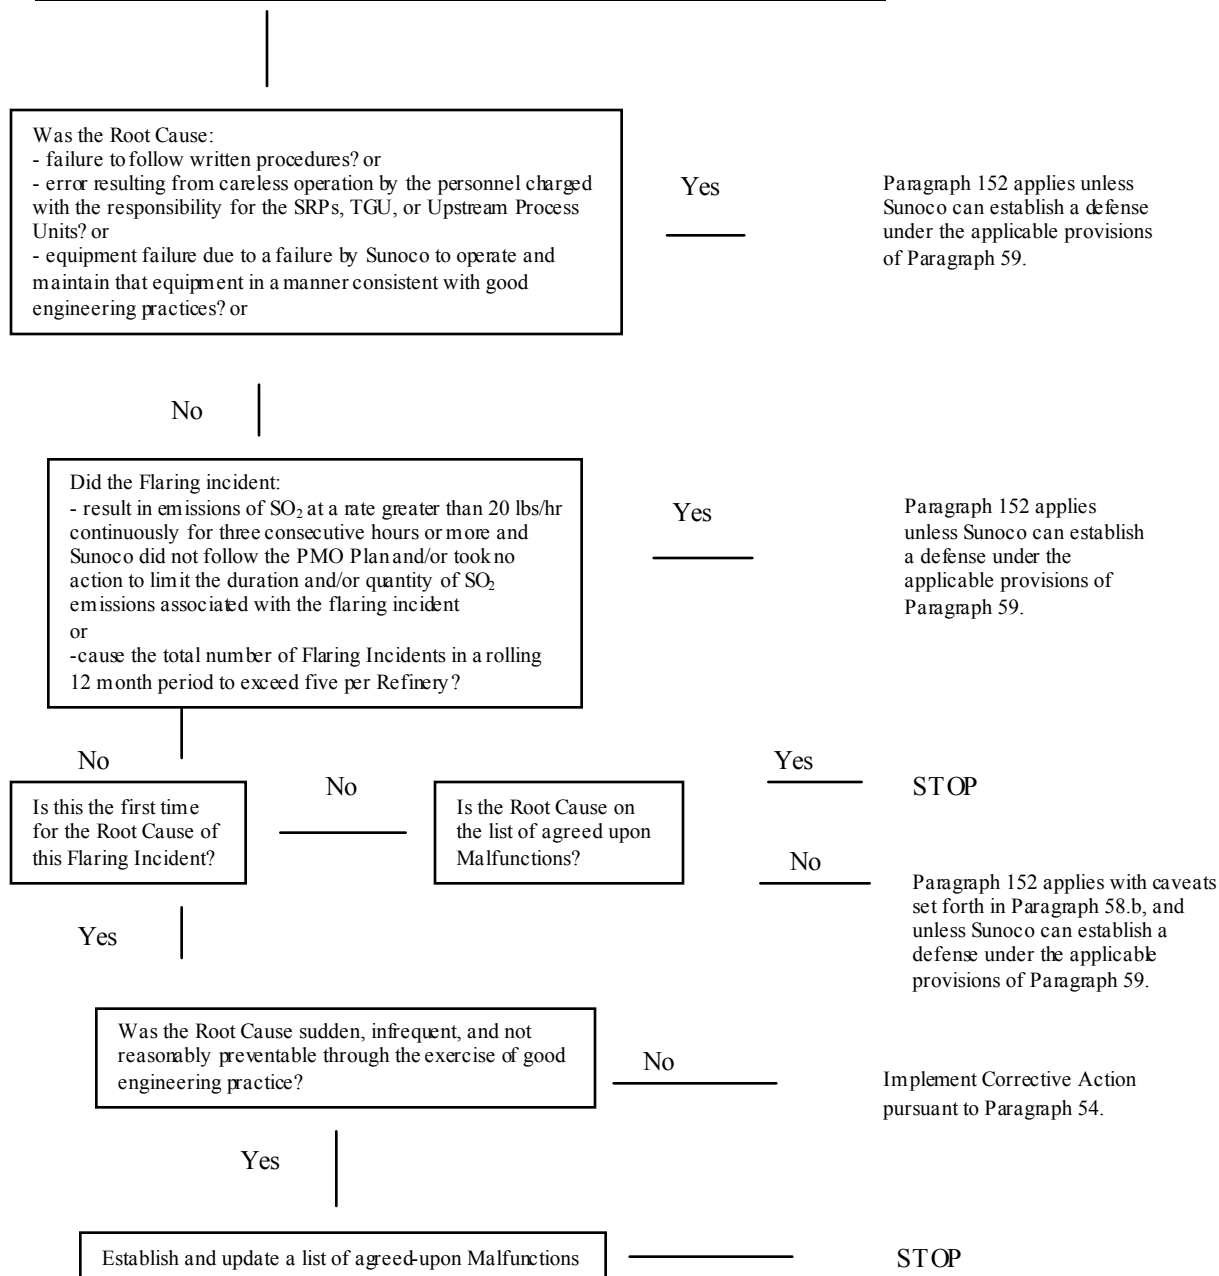 Was the Root Cause:
- failure to follow written procedures? or
- error resulting from careless operation by the personnel charged
with the responsibility for the SRPs, TGU, or Upstream Process
Units? or
- equipment failure due to a failure by Sunoco to operate and
maintain that equipment in a manner consistent with good
engineering practices? or
Yes
Paragraph 152 applies unless
Sunoco can establish a defense
under the applicable provisions
of Paragraph 59.
No
Did the Flaring incident:
- result in emissions of SO₂ at a rate greater than 20 lbs/hr
continuously for three consecutive hours or more and
Sunoco did not follow the PMO Plan and/or took no
action to limit the duration and/or quantity of SO₂
emissions associated with the flaring incident
or
-cause the total number of Flaring Incidents in a rolling
12 month period to exceed five per Refinery?
Yes
Paragraph 152 applies
unless Sunoco can establish
a defense under the
applicable provisions of
Paragraph 59.
No
Is this the first time
for the Root Cause of
this Flaring Incident?
No
Is the Root Cause on
the list of agreed upon
Malfunctions?
Yes
STOP
No
Paragraph 152 applies with caveats
set forth in Paragraph 58.b, and
unless Sunoco can establish a
defense under the applicable
provisions of Paragraph 59.
Yes
Was the Root Cause sudden, infrequent, and not
reasonably preventable through the exercise of good
engineering practice?
No
Implement Corrective Action
pursuant to Paragraph 54.
Yes
Establish and update a list of agreed-upon Malfunctions
STOP